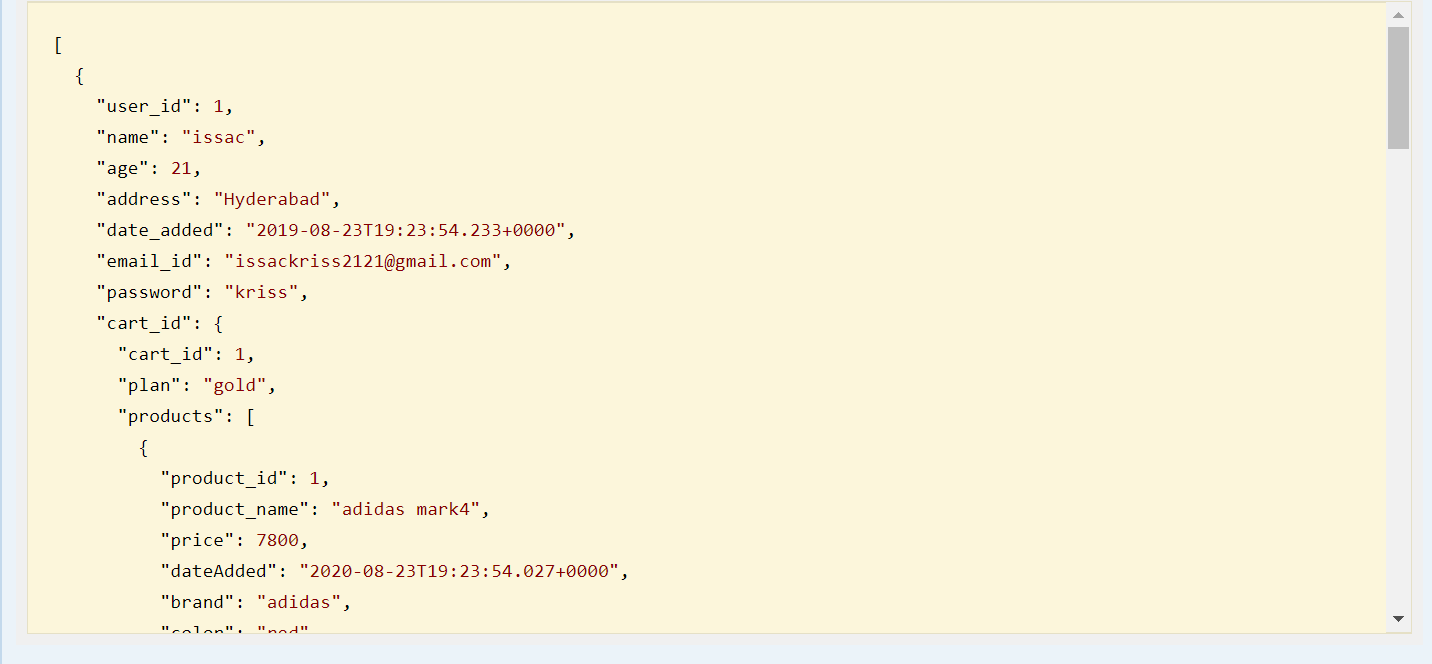 [
{
"user_id": 1,
"name": "issac",
"age": 21,
"address": "Hyderabad",
"date_added": "2019-08-23T19:23:54.233+0000",
"email_id": "issackriss2121@gmail.com",
"password": "kriss",
"cart_id": {
"cart_id": 1,
"plan": "gold",
"products": [
{
"product_id": 1,
"product_name": "adidas mark4",
"price": 7800,
"dateAdded": "2020-08-23T19:23:54.027+0000",
"brand": "adidas",
"color": "red"